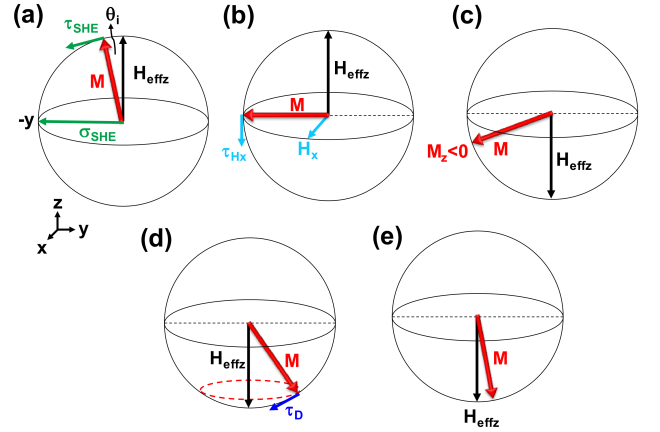 (a)
τSHE
θi
M
Heffz
-y
σSHE
(b)
Heffz
M
τHx
Hx
(c)
Mz<0
M
Heffz
z
y
x
(d)
Heffz
M
τD
(e)
M
Heffz